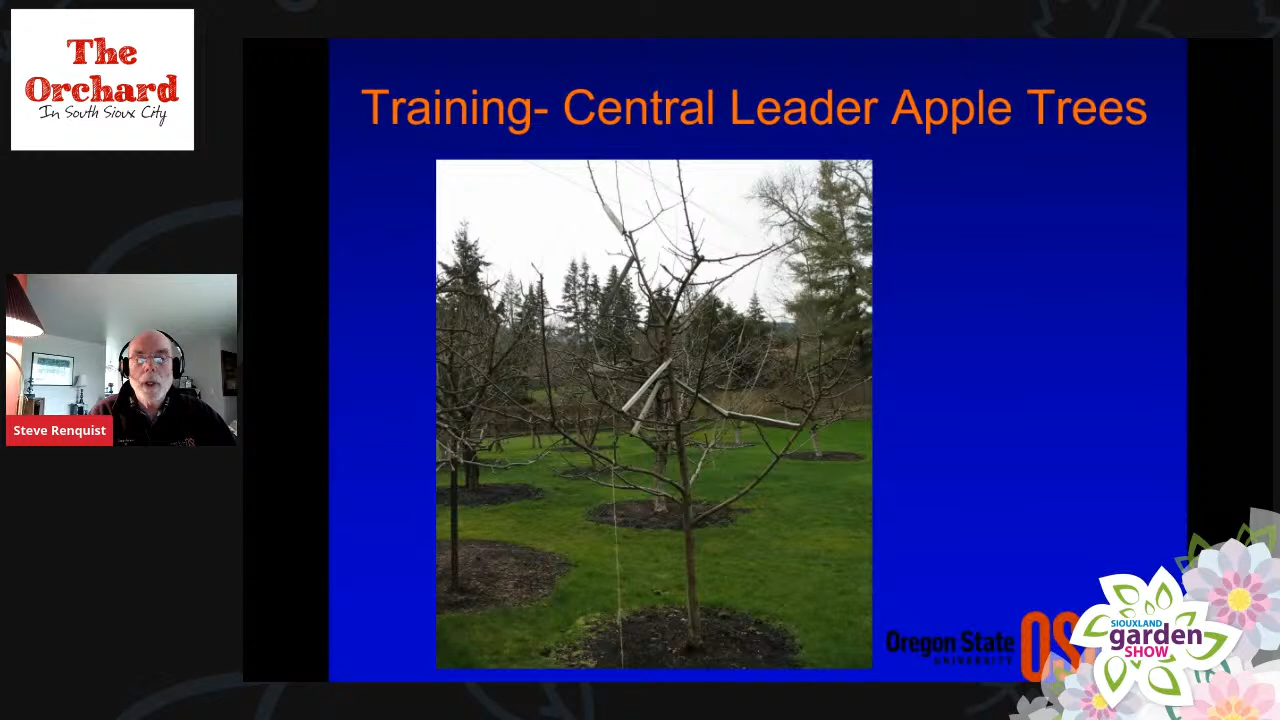 The
Orchard
In South Sioux City
Training- Central Leader Apple Trees
Steve Renquist
Oregon State
UNIVERSITY
OS
SIOUXLAND
garden
SHOW